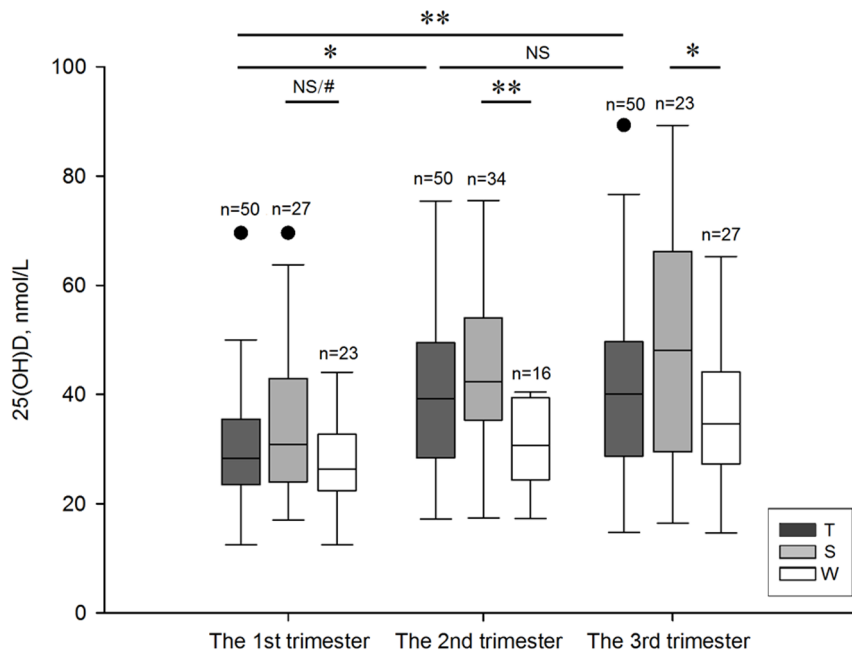 **
*
NS
*
NS/#
**
100
n=50
n=23
80
n=50
n=34
n=50
n=27
n=27
60
n=23
n=16
40
20
0
25(OH)D, nmol/L
T
S
W
The 1st trimester
The 2nd trimester
The 3rd trimester